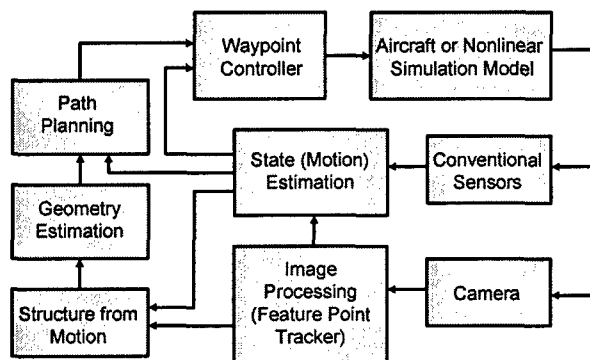 Waypoint
Controller
Aircraft or Nonlinear
Simulation Model
Path
Planning
State (Motion)
Estimation
Conventional
Sensors
Geometry
Estimation
Image
Processing
(Feature Point
Tracker)
Camera
Structure from
Motion